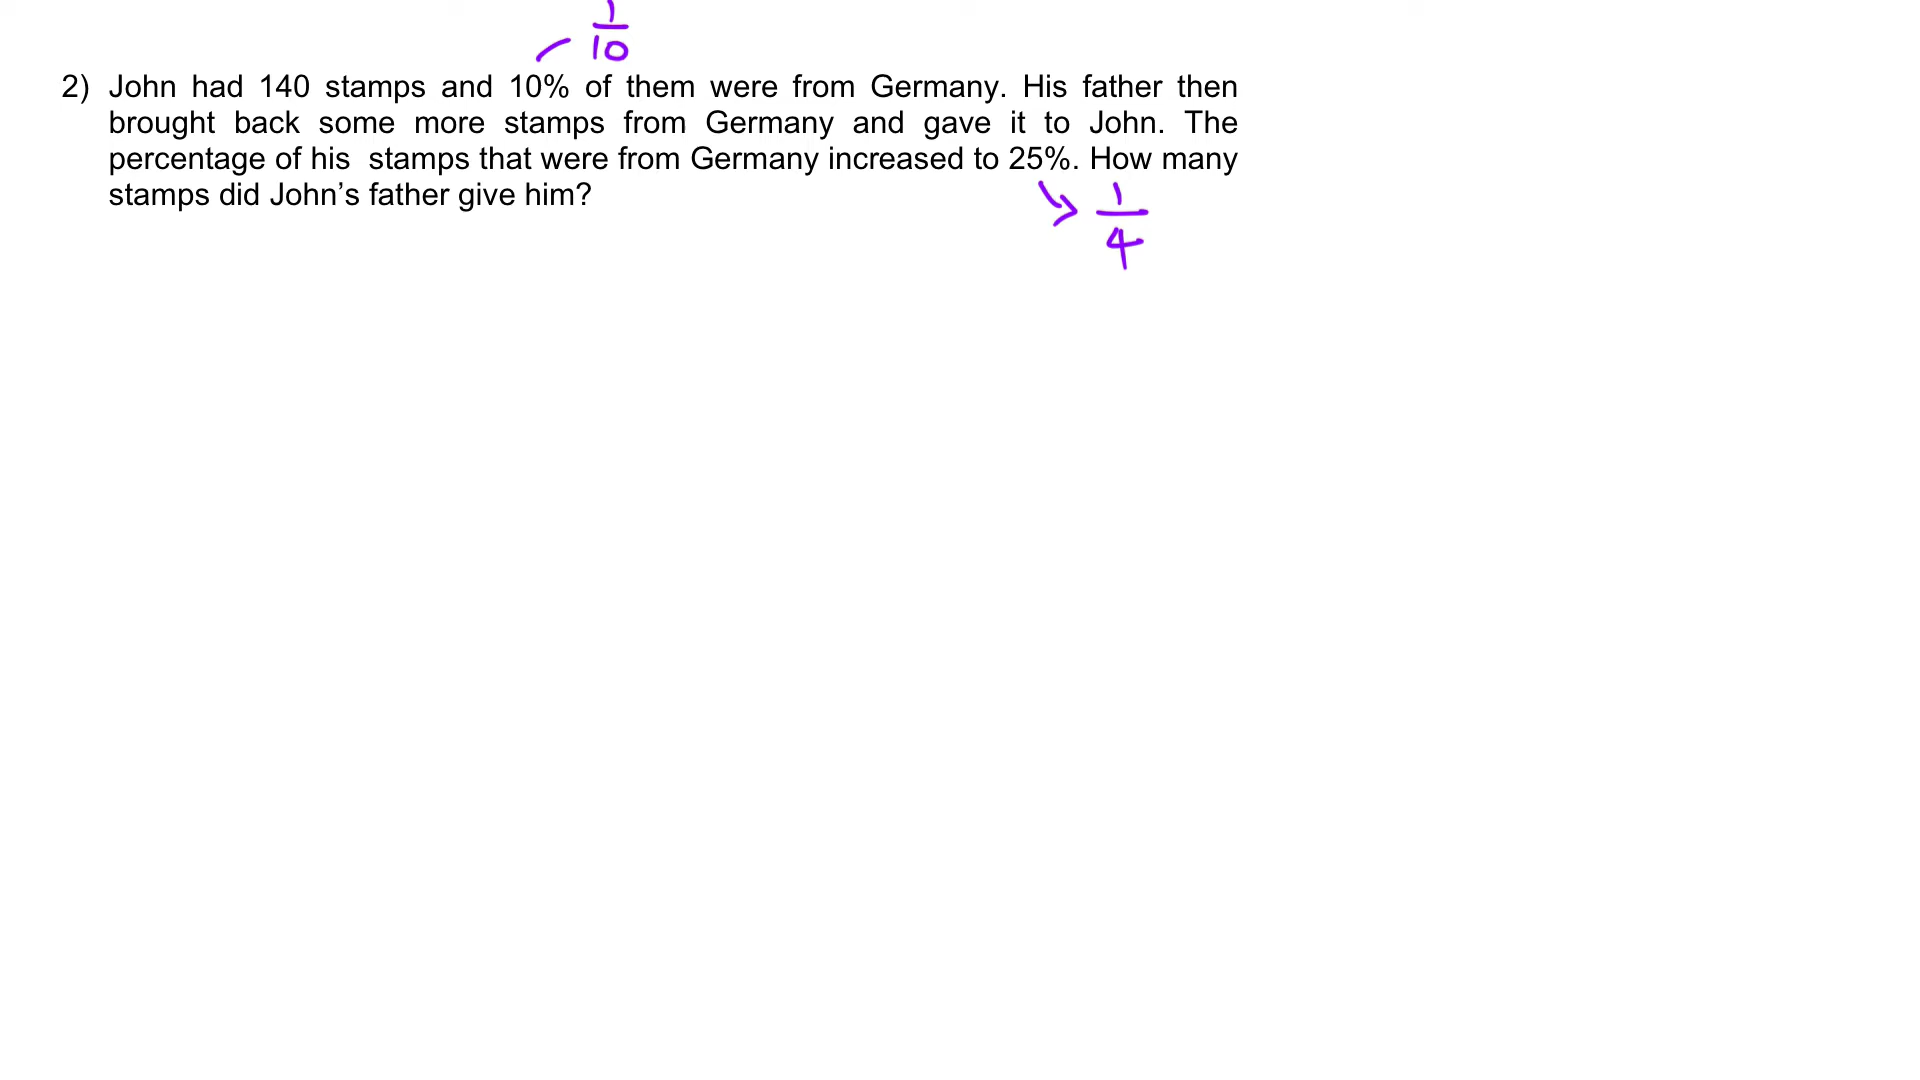 1
10
2) John had 140 stamps and 10% of them were from Germany. His father then
brought back some more stamps from Germany and gave it to John. The
percentage of his stamps that were from Germany increased to 25%. How many
stamps did John’s father give him?
1
4